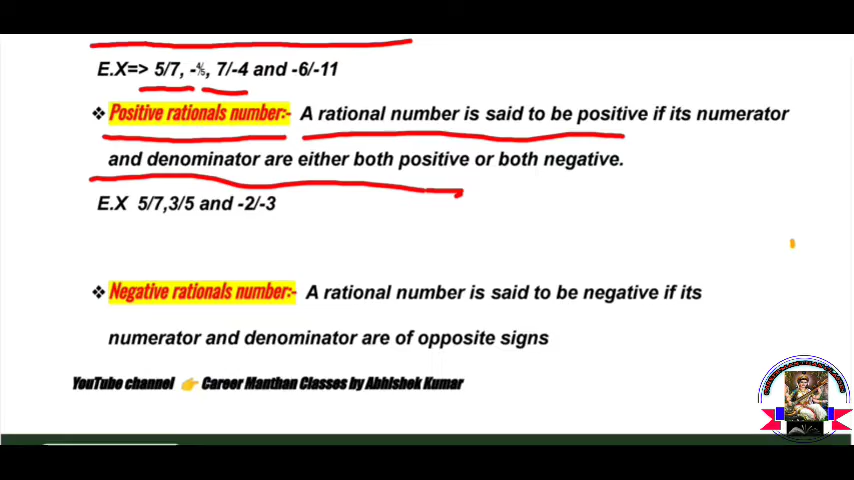 E.X=> 5/7, -⅘, 7/-4 and -6/-11
❖ Positive rationals number:- A rational number is said to be positive if its numerator
and denominator are either both positive or both negative.
E.X 5/7,3/5 and -2/-3
❖ Negative rationals number:- A rational number is said to be negative if its
numerator and denominator are of opposite signs
YouTube channel 👉 Career Manthan Classes by Abhishek Kumar